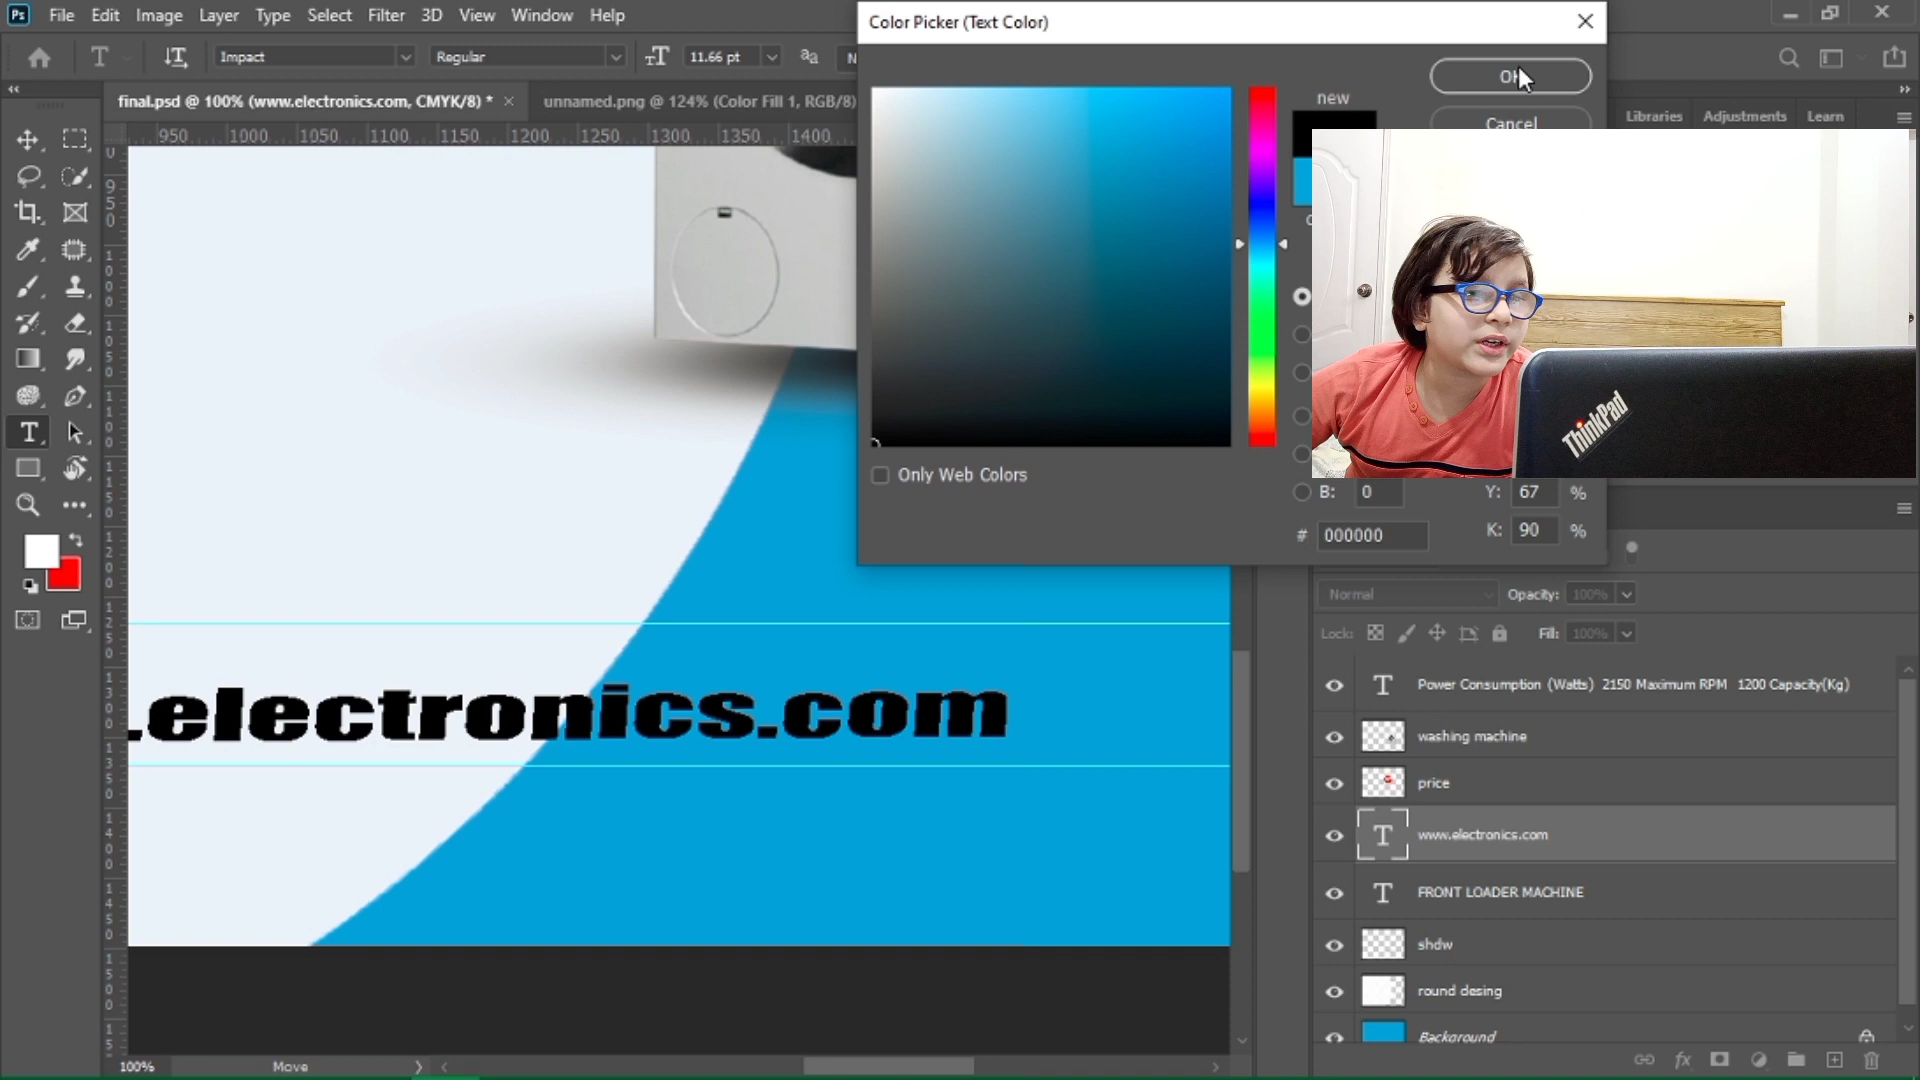 Ps File Edit Image Layer Type Select Filter 3D View Window Help
Color Picker (Text Color)
T Impact Regular 11.66 pt
final.psd @ 100% (www.electronics.com, CMYK/8) *
unnamed.png @ 124% (Color Fill 1, RGB/8)
950 1000 1050 1100 1150 1200 1250 1300 1350 1400
new
Cancel
Libraries Adjustments Learn
ThinkPad
Only Web Colors
B: 0 Y: 67 %
# 000000 K: 90 %
Normal Opacity: 100%
Lock: Fill: 100%
.electronics.com
T Power Consumption (Watts) 2150 Maximum RPM 1200 Capacity(Kg)
washing machine
price
T www.electronics.com
T FRONT LOADER MACHINE
shdw
round desing
Background
100% Move
fx